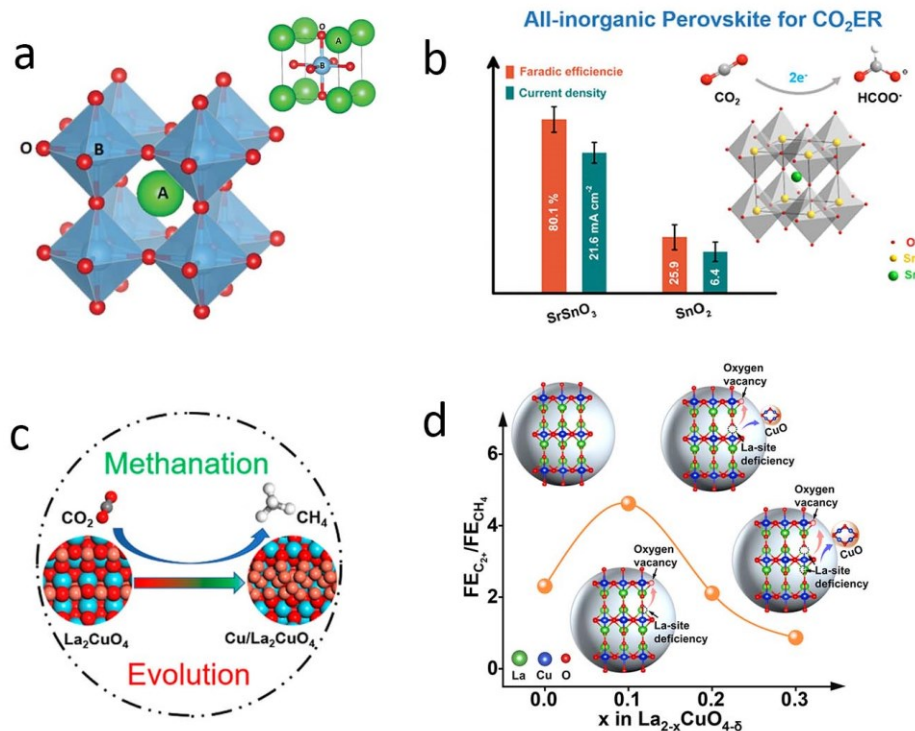 a
O
A
B
O
B
A
All-inorganic Perovskite for CO₂ER
b
Faradic efficiencie
Current density
2e⁻
CO₂
HCOO⁻
80.1 %
21.6 mA cm⁻²
25.9
6.4
SrSnO₃
SnO₂
O
Sn
Sr
c
Methanation
CO₂
CH₄
La₂CuO₄
Cu/La₂CuO₄
Evolution
d
FE_C₂₊/FE_CH₄
6
4
2
0
Oxygen
vacancy
CuO
La-site
deficiency
Oxygen
vacancy
CuO
La-site
deficiency
Oxygen
vacancy
La-site
deficiency
La
Cu
O
0.0
0.1
0.2
0.3
x in La₂₋ₓCuO₄₋δ